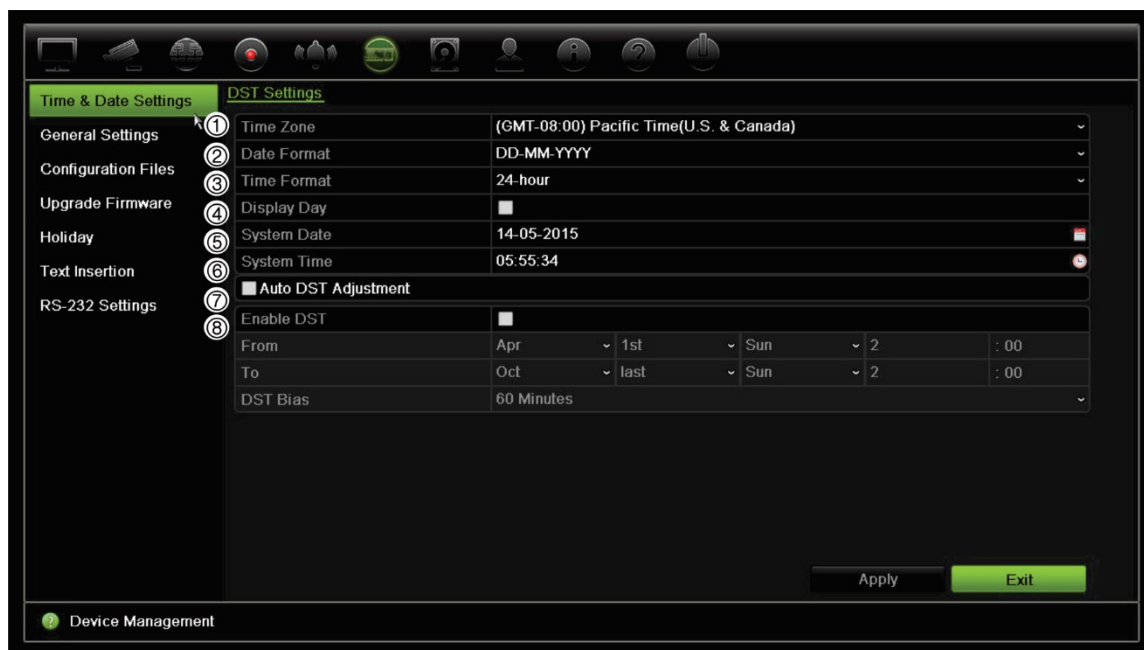 Time & Date Settings
General Settings
Configuration Files
Upgrade Firmware
Holiday
Text Insertion
RS-232 Settings
DST Settings
① Time Zone (GMT-08:00) Pacific Time(U.S. & Canada)
② Date Format DD-MM-YYYY
③ Time Format 24-hour
④ Display Day
⑤ System Date 14-05-2015
⑥ System Time 05:55:34
⑦ Auto DST Adjustment
⑧ Enable DST
From Apr 1st Sun 2 : 00
To Oct last Sun 2 : 00
DST Bias 60 Minutes
Apply Exit
? Device Management